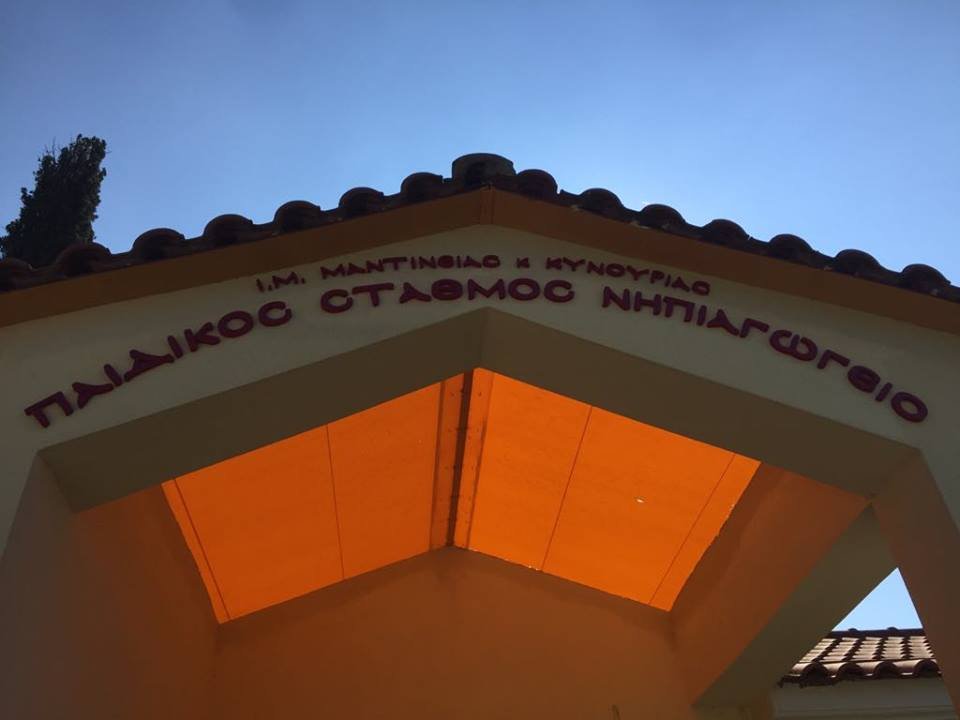 Ι.Μ. ΜΑΝΤΙΝΕΙΑΣ Κ ΚΥΝΟΥΡΙΑΣ
ΠΑΙΔΙΚΟΣ ΣΤΑΘΜΟΣ ΝΗΠΙΑΓΩΓΕΙΟ